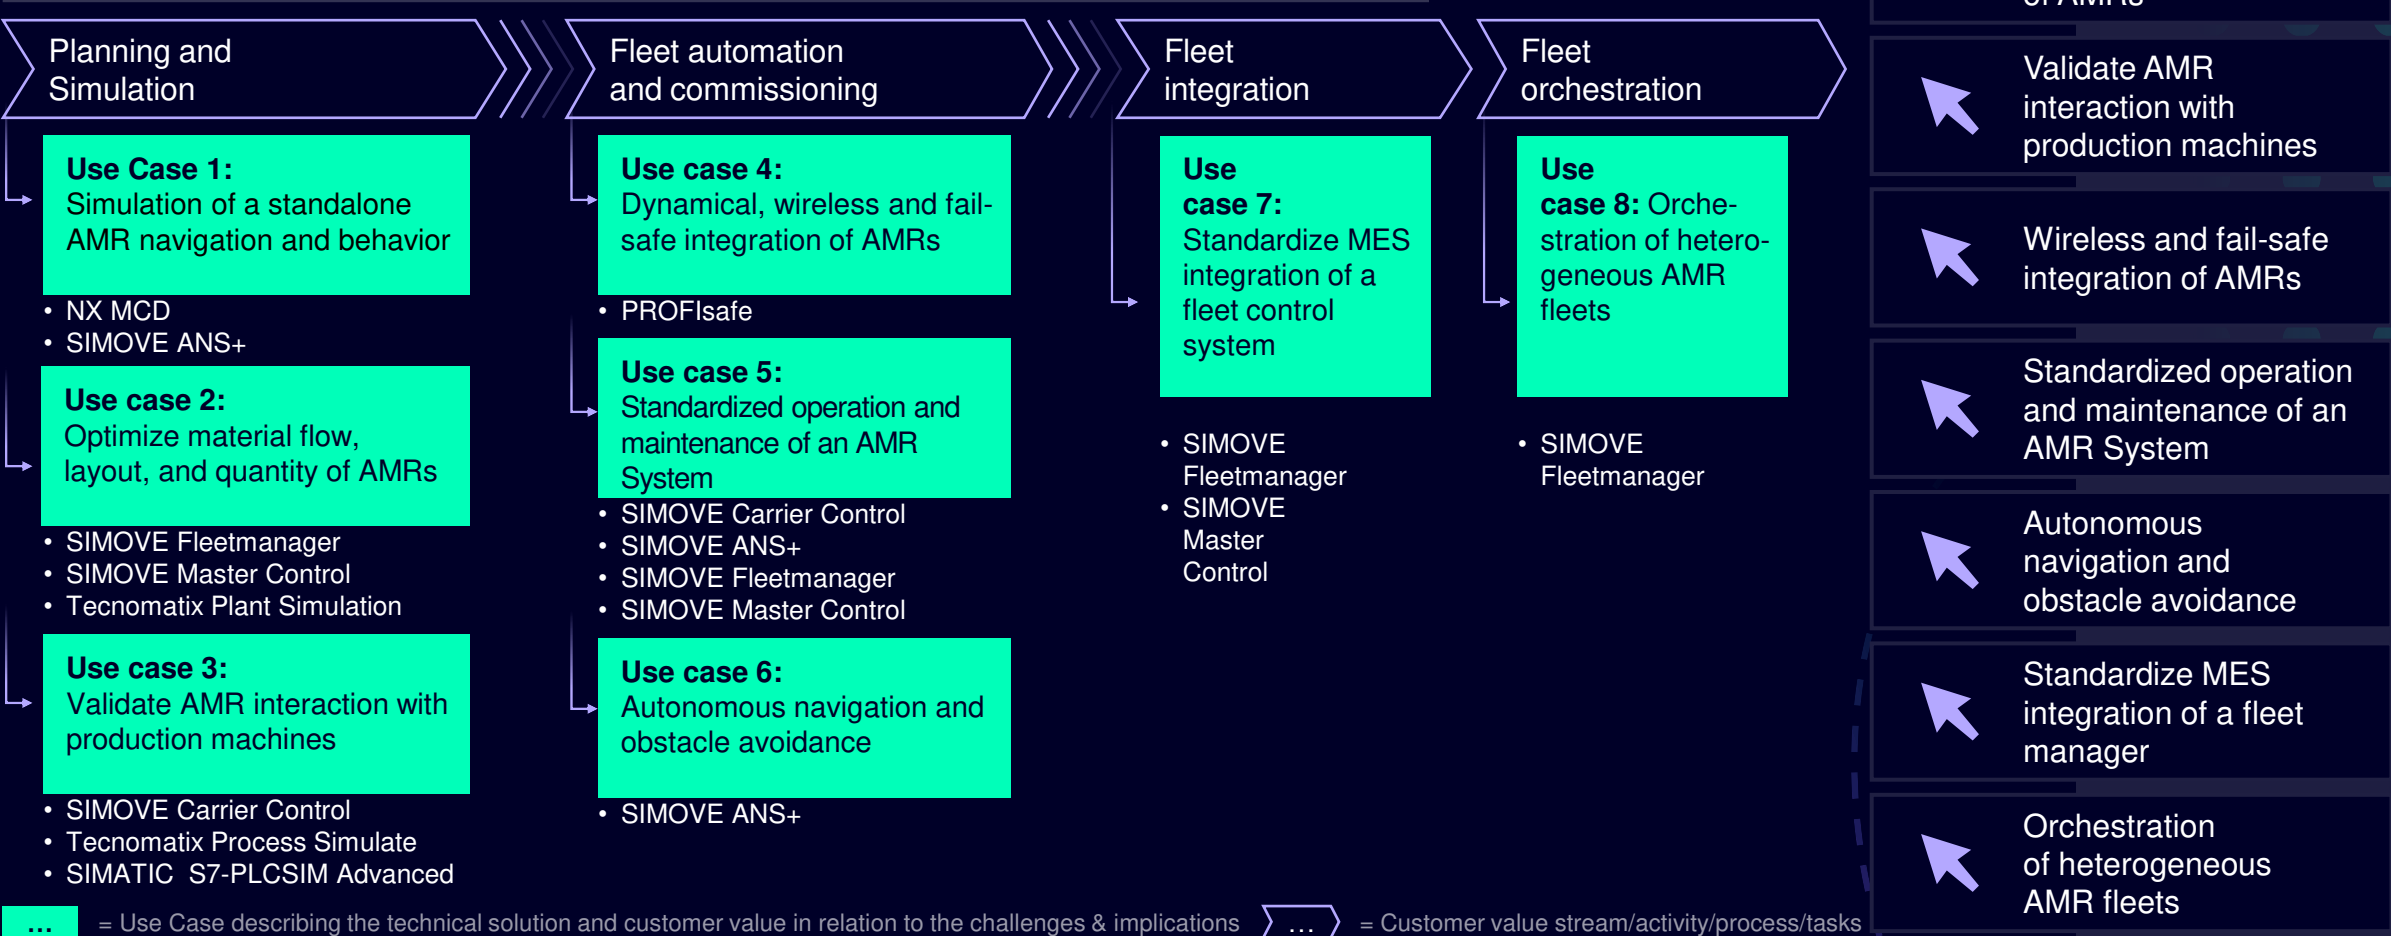 Planning and
Simulation
Fleet automation
and commissioning
Fleet
integration
Fleet
orchestration
Use Case 1:
Simulation of a standalone
AMR navigation and behavior
• NX MCD
• SIMOVE ANS+
Use case 2:
Optimize material flow,
layout, and quantity of AMRs
• SIMOVE Fleetmanager
• SIMOVE Master Control
• Tecnomatix Plant Simulation
Use case 3:
Validate AMR interaction with
production machines
• SIMOVE Carrier Control
• Tecnomatix Process Simulate
• SIMATIC S7-PLCSIM Advanced
Use case 4:
Dynamical, wireless and fail-
safe integration of AMRs
• PROFIsafe
Use case 5:
Standardized operation and
maintenance of an AMR
System
• SIMOVE Carrier Control
• SIMOVE ANS+
• SIMOVE Fleetmanager
• SIMOVE Master Control
Use case 6:
Autonomous navigation and
obstacle avoidance
• SIMOVE ANS+
Use
case 7:
Standardize MES
integration of a
fleet control
system
• SIMOVE
Fleetmanager
• SIMOVE
Master
Control
Use
case 8: Orche-
stration of hetero-
geneous AMR
fleets
• SIMOVE
Fleetmanager
of AMRs
Validate AMR
interaction with
production machines
Wireless and fail-safe
integration of AMRs
Standardized operation
and maintenance of an
AMR System
Autonomous
navigation and
obstacle avoidance
Standardize MES
integration of a fleet
manager
Orchestration
of heterogeneous
AMR fleets
... = Use Case describing the technical solution and customer value in relation to the challenges & implications
... = Customer value stream/activity/process/tasks